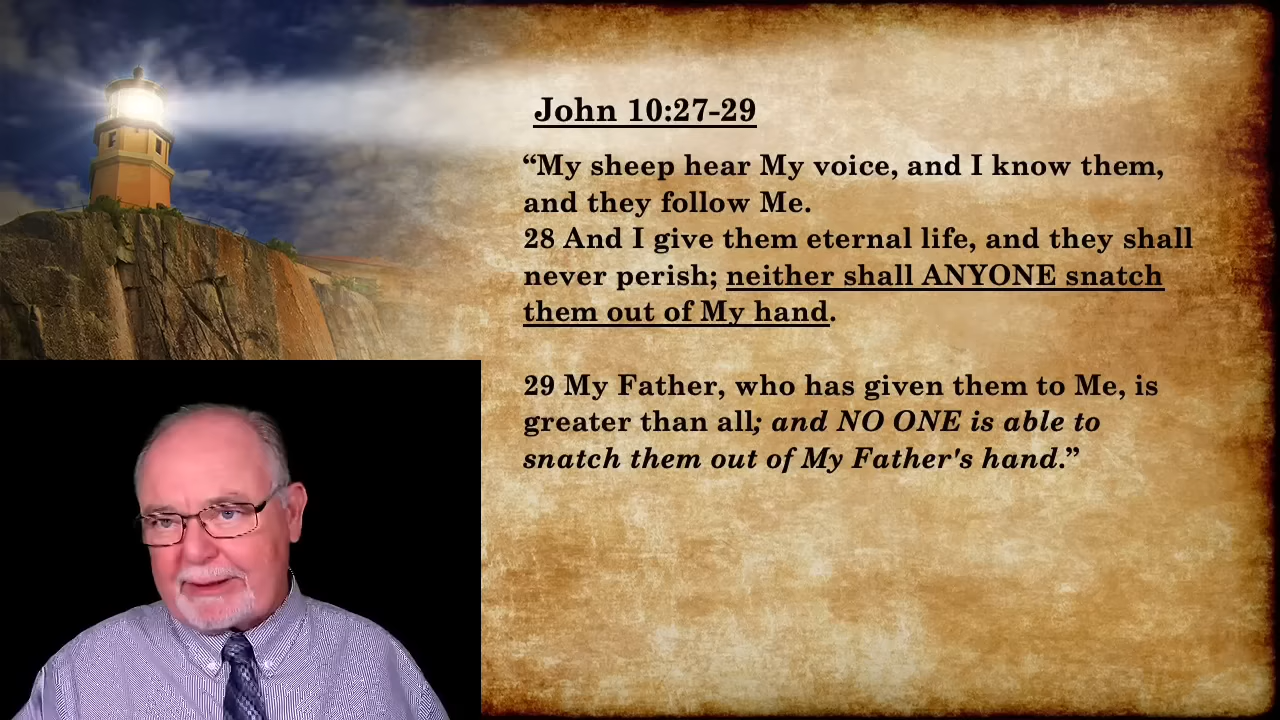 John 10:27-29
“My sheep hear My voice, and I know them,
and they follow Me.
28 And I give them eternal life, and they shall
never perish; neither shall ANYONE snatch
them out of My hand.
29 My Father, who has given them to Me, is
greater than all; and NO ONE is able to
snatch them out of My Father's hand.”